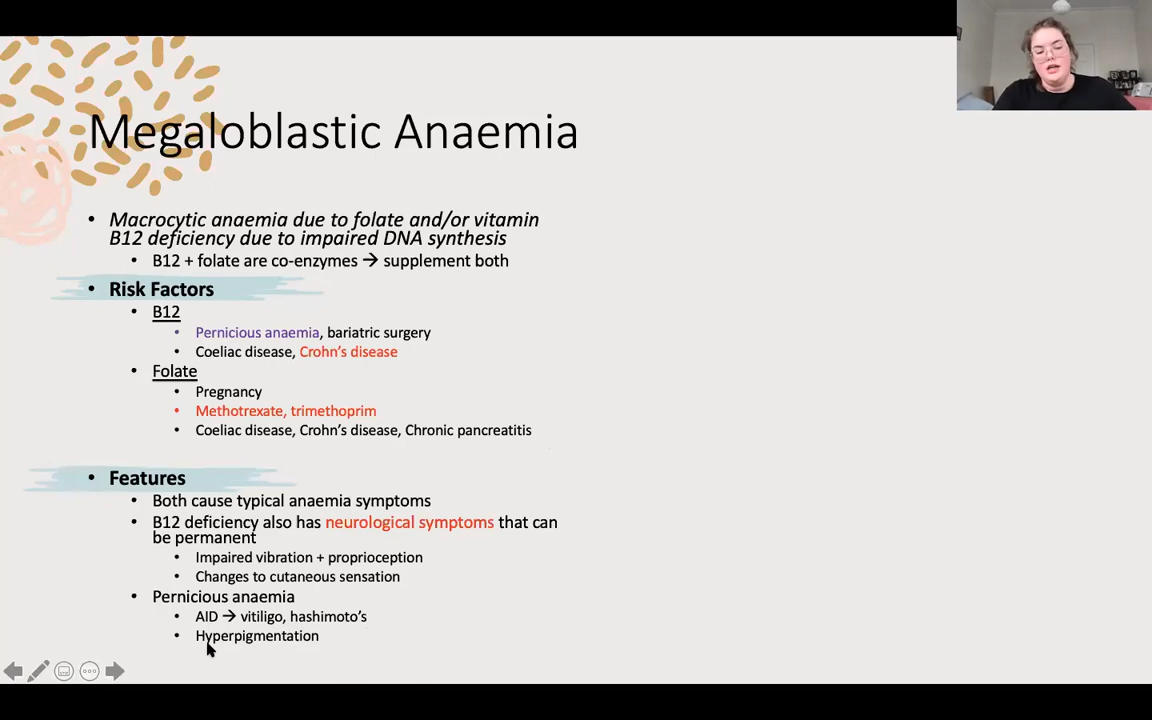 Megaloblastic Anaemia
• Macrocytic anaemia due to folate and/or vitamin
B12 deficiency due to impaired DNA synthesis
• B12 + folate are co-enzymes → supplement both
• Risk Factors
• B12
• Pernicious anaemia, bariatric surgery
• Coeliac disease, Crohn's disease
• Folate
• Pregnancy
• Methotrexate, trimethoprim
• Coeliac disease, Crohn's disease, Chronic pancreatitis
• Features
• Both cause typical anaemia symptoms
• B12 deficiency also has neurological symptoms that can
be permanent
• Impaired vibration + proprioception
• Changes to cutaneous sensation
• Pernicious anaemia
• AID → vitiligo, hashimoto's
• Hyperpigmentation